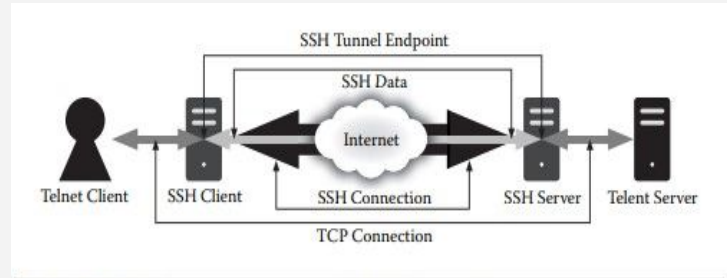 SSH Tunnel Endpoint
SSH Data
Internet
Telnet Client
SSH Client
SSH Connection
SSH Server
Telent Server
TCP Connection